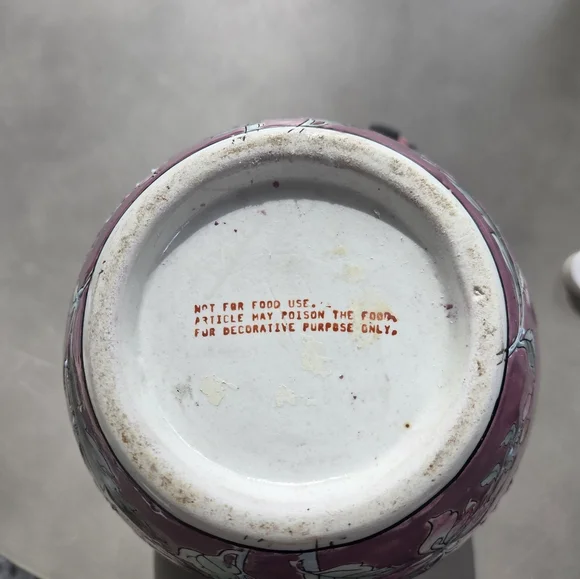 NOT FOR FOOD USE.
ARTICLE MAY POISON THE FOOD.
FOR DECORATIVE PURPOSE ONLY.